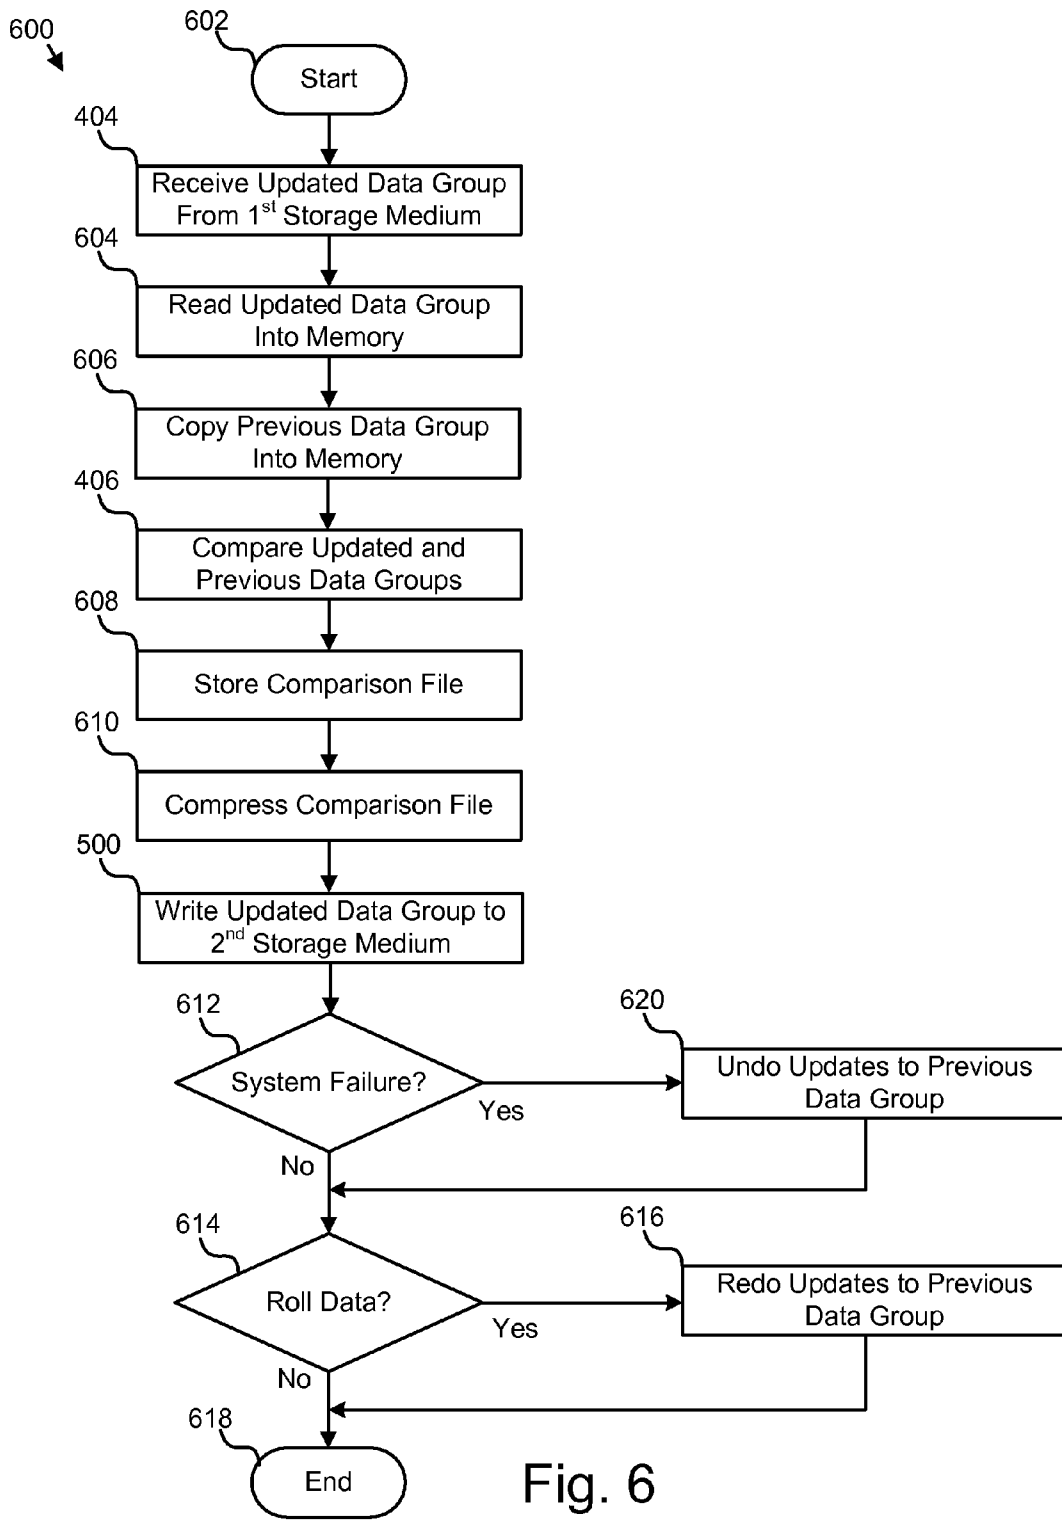 600
602
Start
404
Receive Updated Data Group
From 1st Storage Medium
604
Read Updated Data Group
Into Memory
606
Copy Previous Data Group
Into Memory
406
Compare Updated and
Previous Data Groups
608
Store Comparison File
610
Compress Comparison File
500
Write Updated Data Group to
2nd Storage Medium
612
System Failure?
Yes
No
620
Undo Updates to Previous
Data Group
614
Roll Data?
Yes
No
616
Redo Updates to Previous
Data Group
618
End
Fig. 6